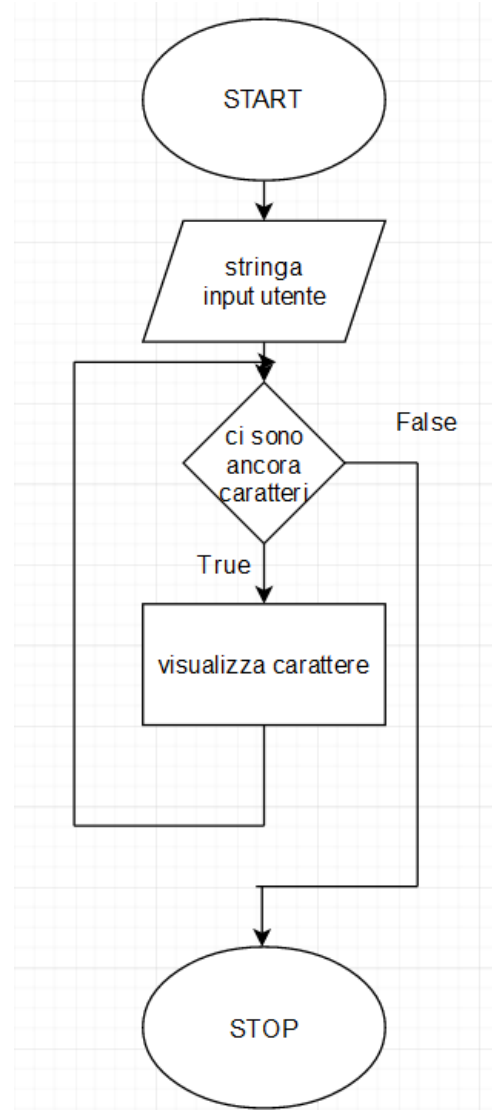 START
stringa
input utente
ci sono
ancora
caratteri
False
True
visualizza carattere
STOP